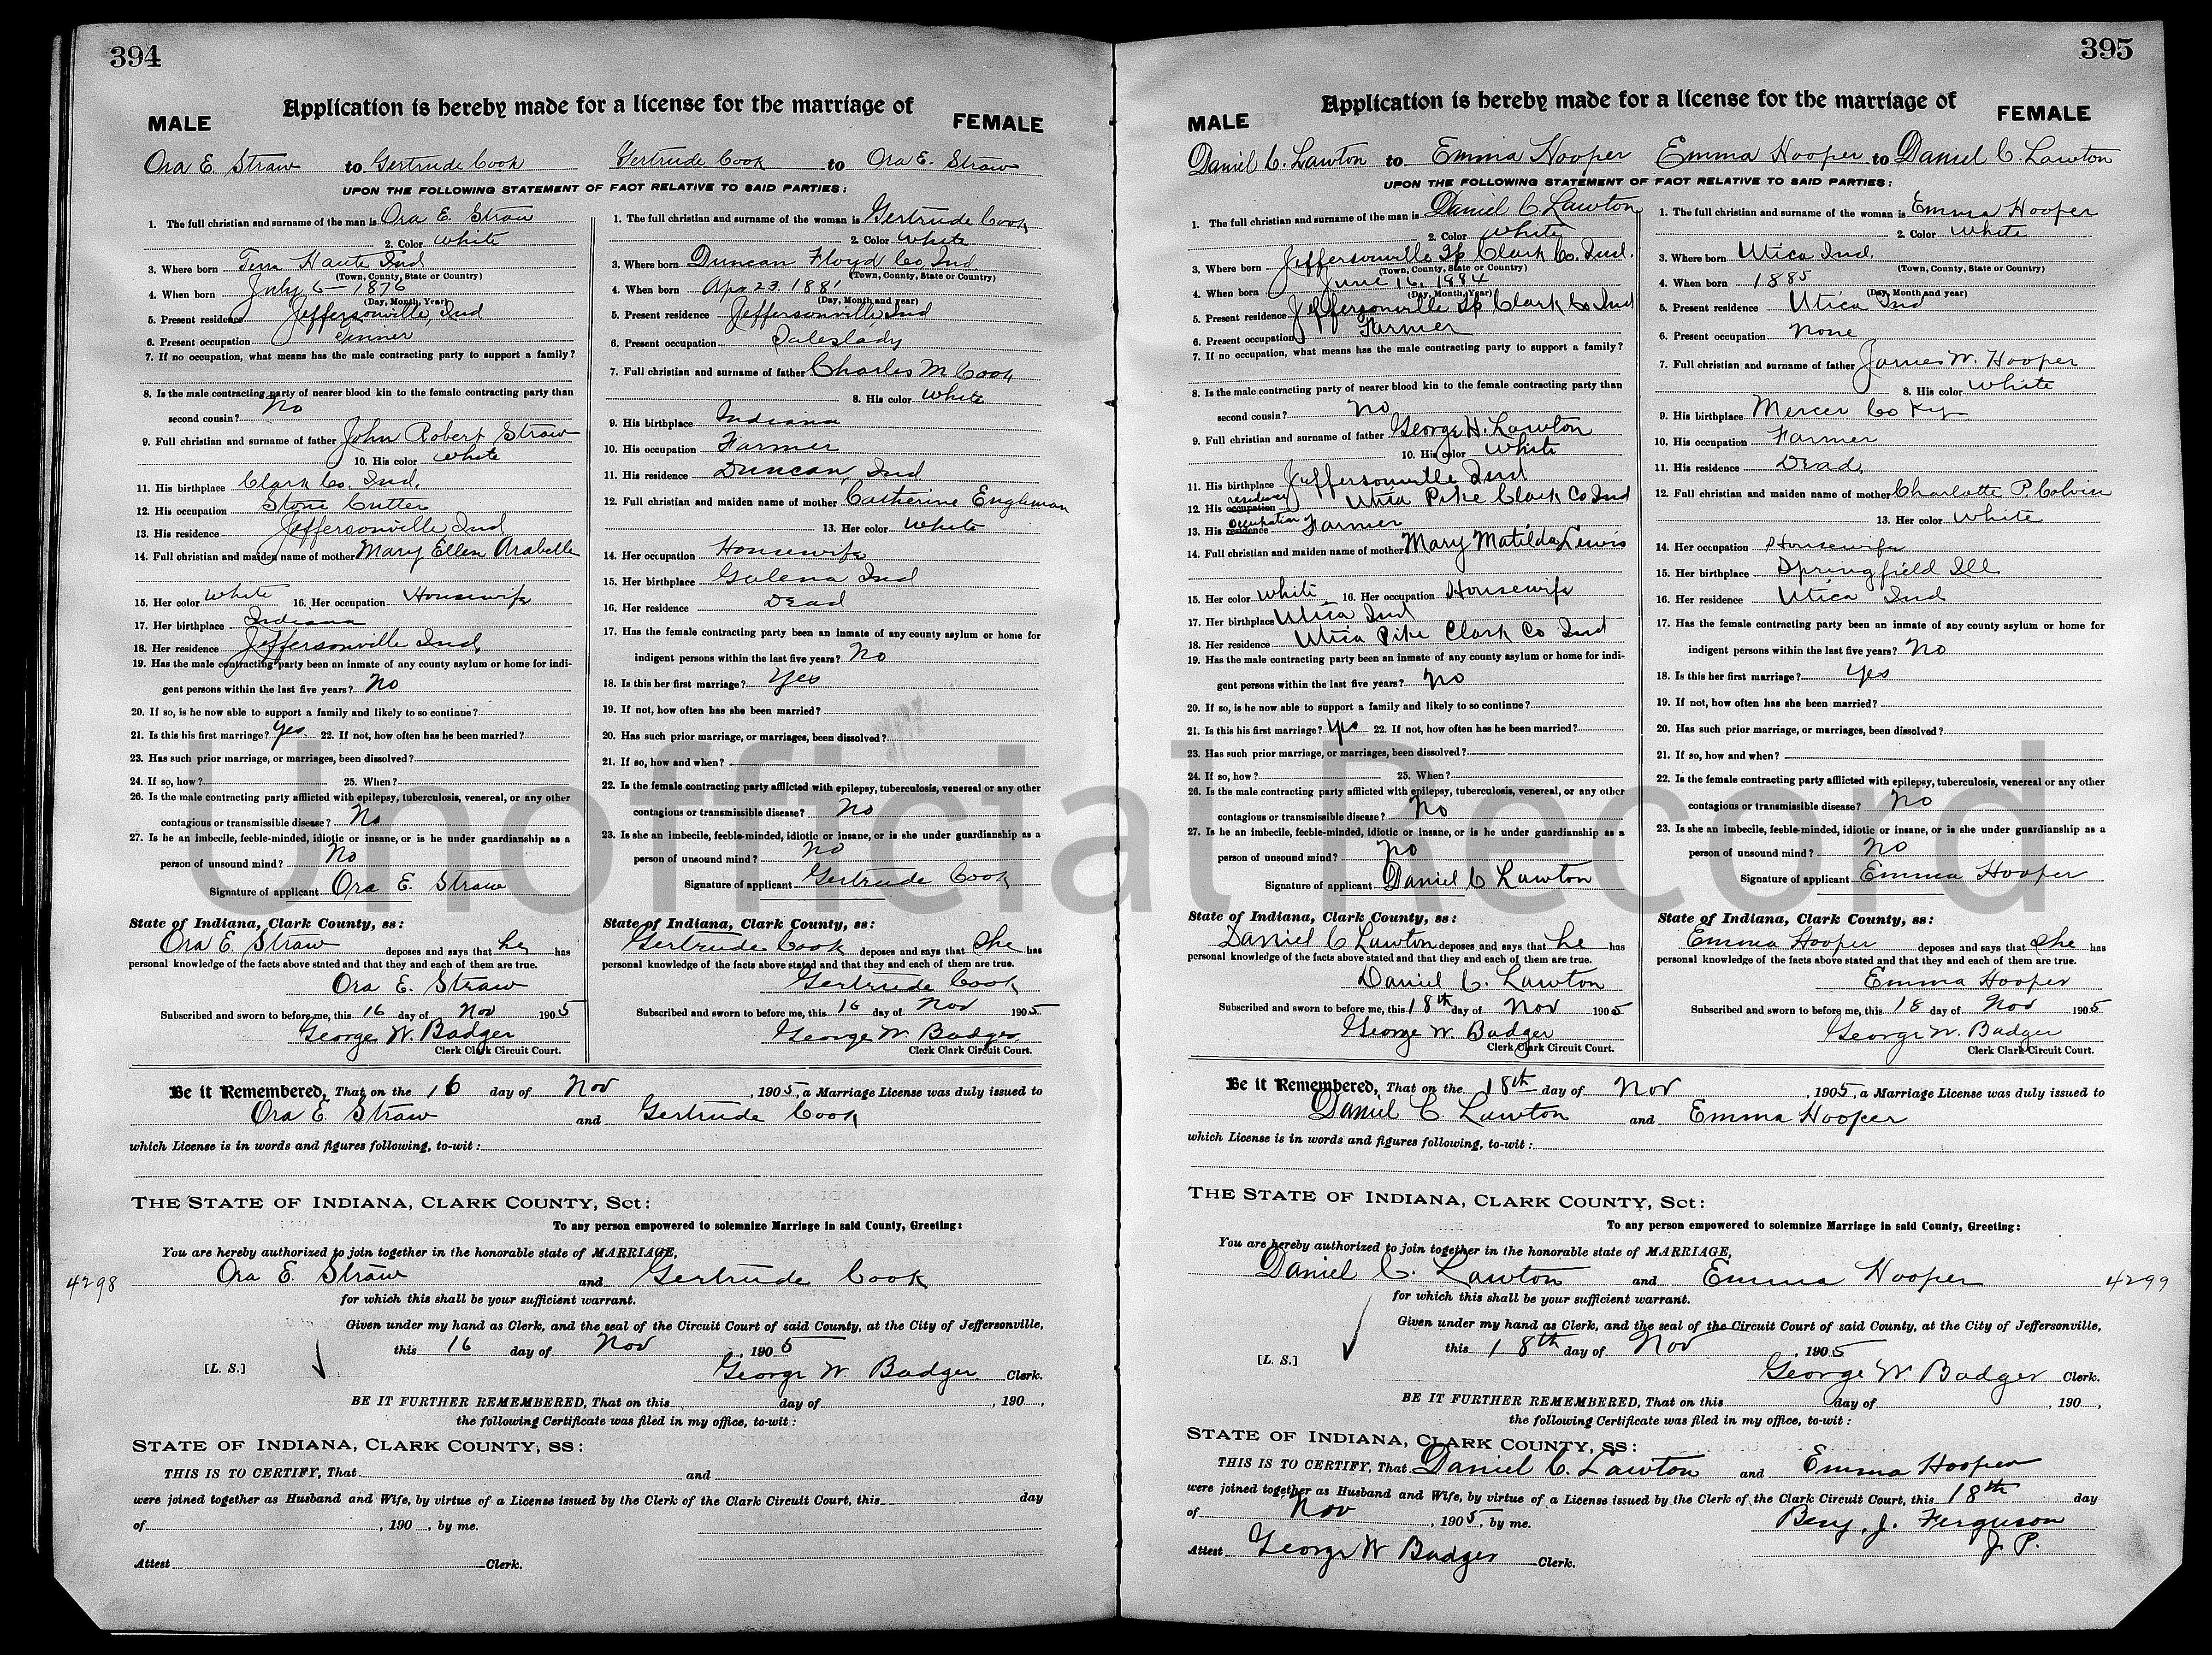 394
Application is hereby made for a license for the marriage of
MALE FEMALE
Ora E. Straw to Gertrude Cook Gertrude Cook to Ora E. Straw
UPON THE FOLLOWING STATEMENT OF FACT RELATIVE TO SAID PARTIES:
1. The full christian and surname of the man is Ora E. Straw
2. Color White
3. Where born Terre Haute Ind
(Town, County, State or Country)
4. When born July 6 - 1876
(Day, Month, Year)
5. Present residence Jeffersonville, Ind
6. Present occupation Tinner
7. If no occupation, what means has the male contracting party to support a family?
8. Is the male contracting party of nearer blood kin to the female contracting party than
second cousin? No
9. Full christian and surname of father John Robert Straw
10. His color White
11. His birthplace Clark Co. Ind.
12. His occupation Stone Cutter
13. His residence Jeffersonville Ind
14. Full christian and maiden name of mother Mary Ellen Arabelle
15. Her color White 16. Her occupation Housewife
17. Her birthplace Indiana
18. Her residence Jeffersonville Ind,
19. Has the male contracting party been an inmate of any county asylum or home for indi-
gent persons within the last five years? No
20. If so, is he now able to support a family and likely to so continue?
21. Is this his first marriage? Yes 22. If not, how often has he been married?
23. Has such prior marriage, or marriages, been dissolved?
24. If so, how? 25. When?
26. Is the male contracting party afflicted with epilepsy, tuberculosis, venereal, or any other
contagious or transmissible disease? No
27. Is he an imbecile, feeble-minded, idiotic or insane, or is he under guardianship as a
person of unsound mind? No
Signature of applicant Ora E. Straw
State of Indiana, Clark County, ss:
Ora E. Straw deposes and says that he has
personal knowledge of the facts above stated and that they and each of them are true.
Ora E. Straw
Subscribed and sworn to before me, this 16 day of Nov 1905
George W. Badger
Clerk Clark Circuit Court.
1. The full christian and surname of the woman is Gertrude Cook
2. Color White
3. Where born Duncan Floyd Co, Ind.
(Town, County, State or Country)
4. When born Apr 23, 1881
(Day, Month and year)
5. Present residence Jeffersonville, Ind
6. Present occupation Saleslady
7. Full christian and surname of father Charles M Cook
8. His color White
9. His birthplace Indiana
10. His occupation Farmer
11. His residence Duncan, Ind
12. Full christian and maiden name of mother Catherine Engleman
13. Her color White
14. Her occupation Housewife
15. Her birthplace Galena Ind
16. Her residence Dead
17. Has the female contracting party been an inmate of any county asylum or home for
indigent persons within the last five years? No
18. Is this her first marriage? Yes
19. If not, how often has she been married?
20. Has such prior marriage, or marriages, been dissolved?
21. If so, how and when?
22. Is the female contracting party afflicted with epilepsy, tuberculosis, venereal or any other
contagious or transmissible disease? No
23. Is she an imbecile, feeble-minded, idiotic or insane, or is she under guardianship as a
person of unsound mind? No
Signature of applicant Gertrude Cook
State of Indiana, Clark County, ss:
Gertrude Cook deposes and says that She has
personal knowledge of the facts above stated and that they and each of them are true.
Gertrude Cook
Subscribed and sworn to before me, this 16 day of Nov 1905
George W Badger
Clerk Clark Circuit Court.
Be it Remembered, That on the 16 day of Nov, 1905, a Marriage License was duly issued to
Ora E. Straw and Gertrude Cook
which License is in words and figures following, to-wit:
THE STATE OF INDIANA, CLARK COUNTY, Sct:
To any person empowered to solemnize Marriage in said County, Greeting:
You are hereby authorized to join together in the honorable state of MARRIAGE,
4298 Ora E. Straw and Gertrude Cook
for which this shall be your sufficient warrant.
Given under my hand as Clerk, and the seal of the Circuit Court of said County, at the City of Jeffersonville,
this 16 day of Nov, 1905
[L. S.] George W Badger Clerk.
BE IT FURTHER REMEMBERED, That on this day of , 190 ,
the following Certificate was filed in my office, to-wit:
STATE OF INDIANA, CLARK COUNTY, SS:
THIS IS TO CERTIFY, That and
were joined together as Husband and Wife, by virtue of a License issued by the Clerk of the Clark Circuit Court, this day
of , 190 , by me.
Attest Clerk.
395
Application is hereby made for a license for the marriage of
MALE FEMALE
Daniel C. Lawton to Emma Hooper Emma Hooper to Daniel C. Lawton
UPON THE FOLLOWING STATEMENT OF FACT RELATIVE TO SAID PARTIES:
1. The full christian and surname of the man is Daniel C Lawton
2. Color White
3. Where born Jeffersonville Tp Clark Co. Ind.
(Town, County, State or Country)
4. When born June 16, 1884
(Day, Month, Year)
5. Present residence Jeffersonville Tp Clark Co Ind
6. Present occupation Farmer
7. If no occupation, what means has the male contracting party to support a family?
8. Is the male contracting party of nearer blood kin to the female contracting party than
second cousin? No
9. Full christian and surname of father George H. Lawton
10. His color White
11. His birthplace Jeffersonville Ind
12. His occupation residence Utica Pike Clark Co Ind
13. His residence occupation Farmer
14. Full christian and maiden name of mother Mary Matilda Lewis
15. Her color White 16. Her occupation Housewife
17. Her birthplace Utica Ind
18. Her residence Utica Pike Clark Co Ind
19. Has the male contracting party been an inmate of any county asylum or home for indi-
gent persons within the last five years? No
20. If so, is he now able to support a family and likely to so continue?
21. Is this his first marriage? Yes 22. If not, how often has he been married?
23. Has such prior marriage, or marriages, been dissolved?
24. If so, how? 25. When?
26. Is the male contracting party afflicted with epilepsy, tuberculosis, venereal, or any other
contagious or transmissible disease? No
27. Is he an imbecile, feeble-minded, idiotic or insane, or is he under guardianship as a
person of unsound mind? No
Signature of applicant Daniel C Lawton
State of Indiana, Clark County, ss:
Daniel C Lawton deposes and says that he has
personal knowledge of the facts above stated and that they and each of them are true.
Daniel C. Lawton
Subscribed and sworn to before me, this 18th day of Nov 1905
George W. Badger
Clerk Clark Circuit Court.
1. The full christian and surname of the woman is Emma Hooper
2. Color White
3. Where born Utica Ind.
(Town, County, State or Country)
4. When born 1885
(Day, Month and year)
5. Present residence Utica Ind
6. Present occupation None
7. Full christian and surname of father James W. Hooper
8. His color White
9. His birthplace Mercer Co Ky
10. His occupation Farmer
11. His residence Dead,
12. Full christian and maiden name of mother Charlotte P. Colvin
13. Her color White
14. Her occupation Housewife
15. Her birthplace Springfield Ill
16. Her residence Utica Ind
17. Has the female contracting party been an inmate of any county asylum or home for
indigent persons within the last five years? No
18. Is this her first marriage? Yes
19. If not, how often has she been married?
20. Has such prior marriage, or marriages, been dissolved?
21. If so, how and when?
22. Is the female contracting party afflicted with epilepsy, tuberculosis, venereal or any other
contagious or transmissible disease? No
23. Is she an imbecile, feeble-minded, idiotic or insane, or is she under guardianship as a
person of unsound mind? No
Signature of applicant Emma Hooper
State of Indiana, Clark County, ss:
Emma Hooper deposes and says that She has
personal knowledge of the facts above stated and that they and each of them are true.
Emma Hooper
Subscribed and sworn to before me, this 18 day of Nov 1905
George W. Badger
Clerk Clark Circuit Court.
Be it Remembered, That on the 18th day of Nov, 1905, a Marriage License was duly issued to
Daniel C. Lawton and Emma Hooper
which License is in words and figures following, to-wit:
THE STATE OF INDIANA, CLARK COUNTY, Sct:
To any person empowered to solemnize Marriage in said County, Greeting:
You are hereby authorized to join together in the honorable state of MARRIAGE,
Daniel C. Lawton and Emma Hooper 4299
for which this shall be your sufficient warrant.
Given under my hand as Clerk, and the seal of the Circuit Court of said County, at the City of Jeffersonville,
this 18th day of Nov, 1905
[L. S.] George W Badger Clerk.
BE IT FURTHER REMEMBERED, That on this day of , 190 ,
the following Certificate was filed in my office, to-wit:
STATE OF INDIANA, CLARK COUNTY, SS:
THIS IS TO CERTIFY, That Daniel C. Lawton and Emma Hooper
were joined together as Husband and Wife, by virtue of a License issued by the Clerk of the Clark Circuit Court, this 18th day
of Nov, 1905, by me. Benj. J. Ferguson
J. P.
Attest George W Badger Clerk.
Unofficial Record